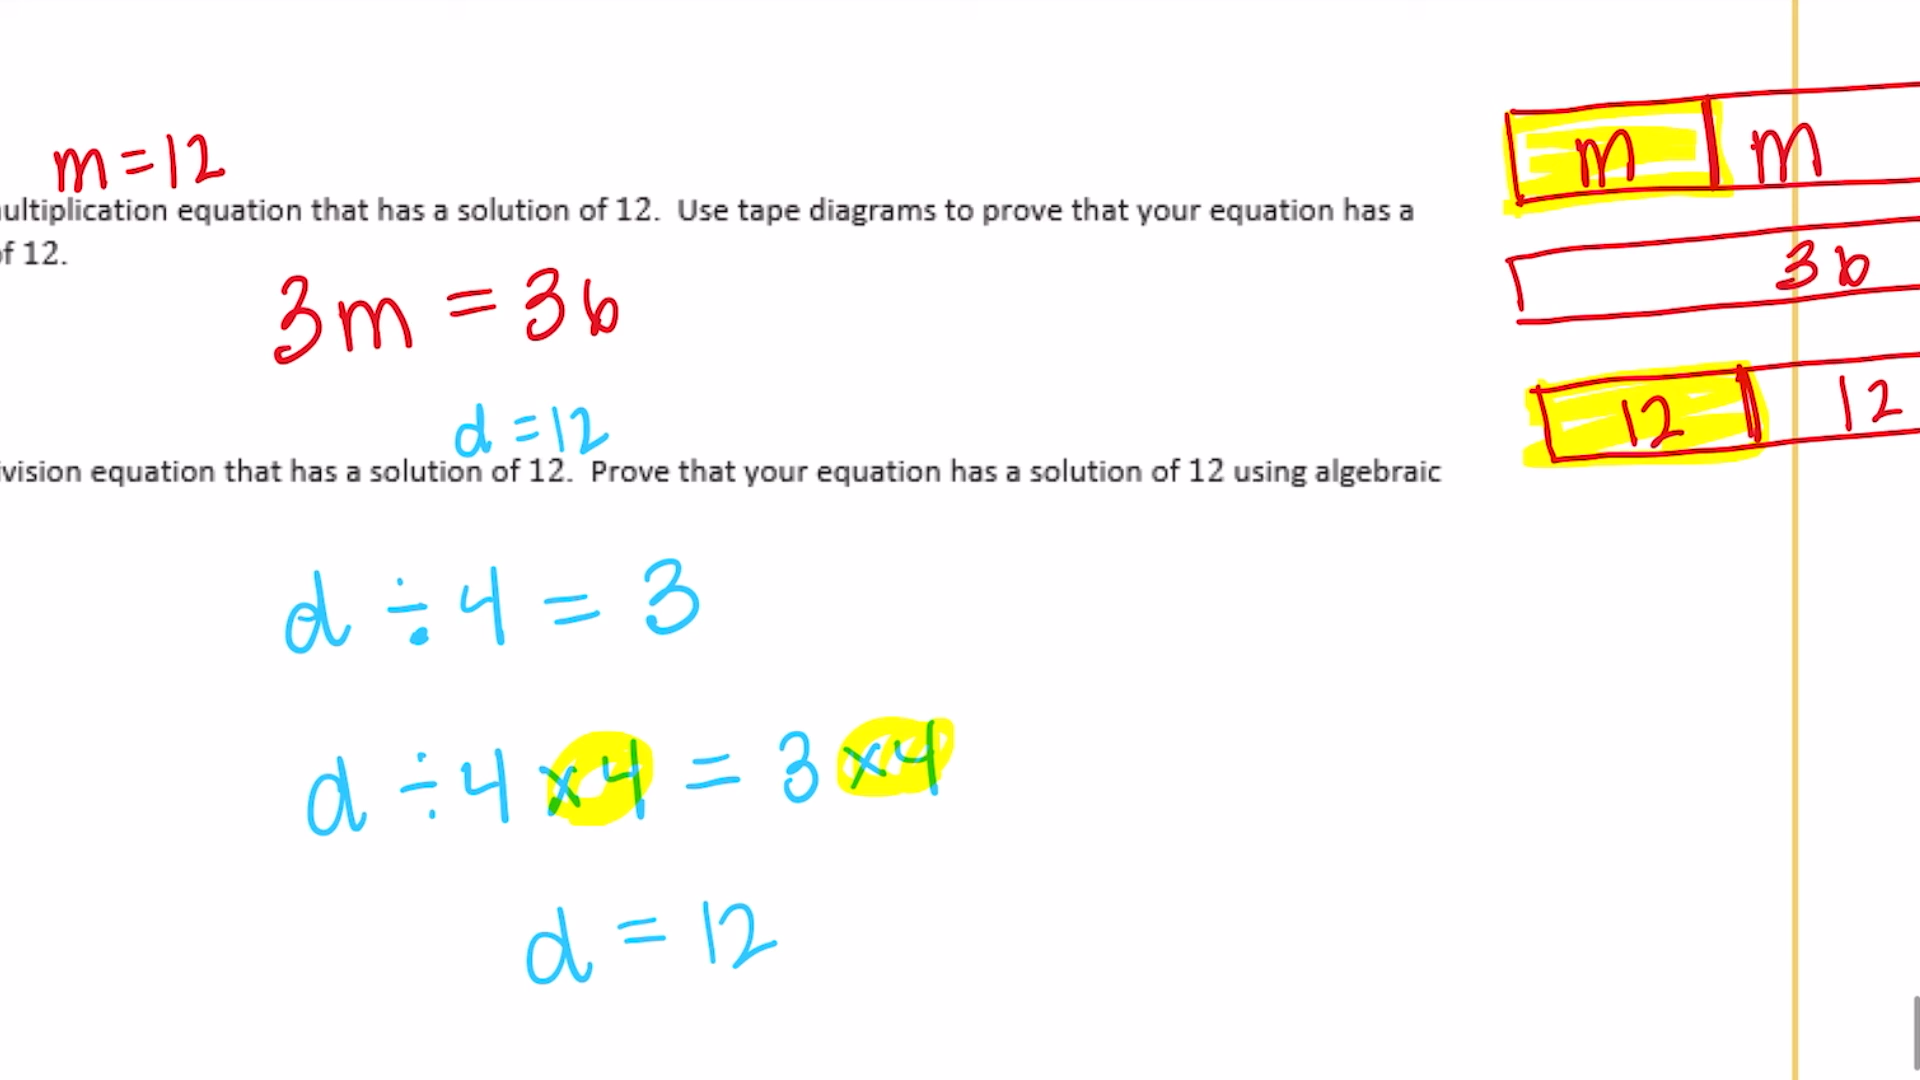 m=12
ultiplication equation that has a solution of 12. Use tape diagrams to prove that your equation has a
of 12.
3m = 36
d =12
ivision equation that has a solution of 12. Prove that your equation has a solution of 12 using algebraic
d ÷ 4 = 3
d ÷ 4 x4 = 3 x4
d = 12
m m
36
12 12